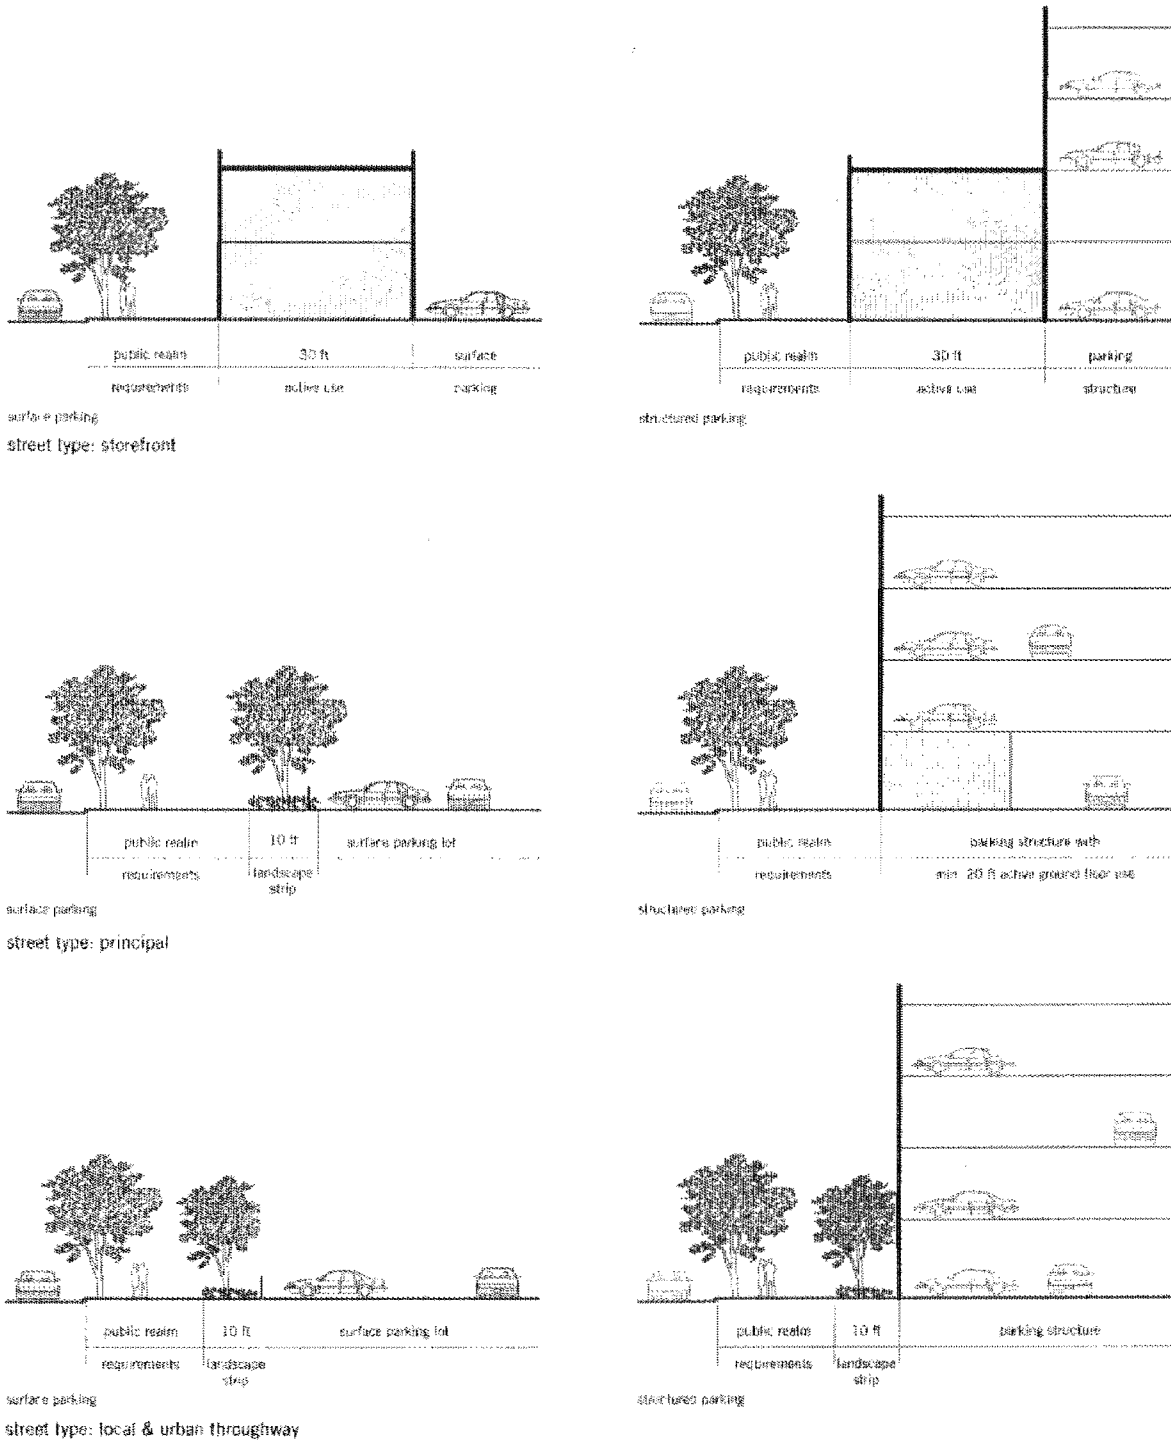 public realm 30 ft surface
requirements active use parking
surface parking
street type: storefront
public realm 30 ft parking
requirements active use structure
structured parking
public realm 10 ft surface parking lot
requirements landscape
strip
surface parking
street type: principal
public realm parking structure with
requirements min. 20 ft active ground floor use
structured parking
public realm 10 ft surface parking lot
requirements landscape
strip
surface parking
street type: local & urban throughway
public realm 10 ft parking structure
requirements landscape
strip
structured parking